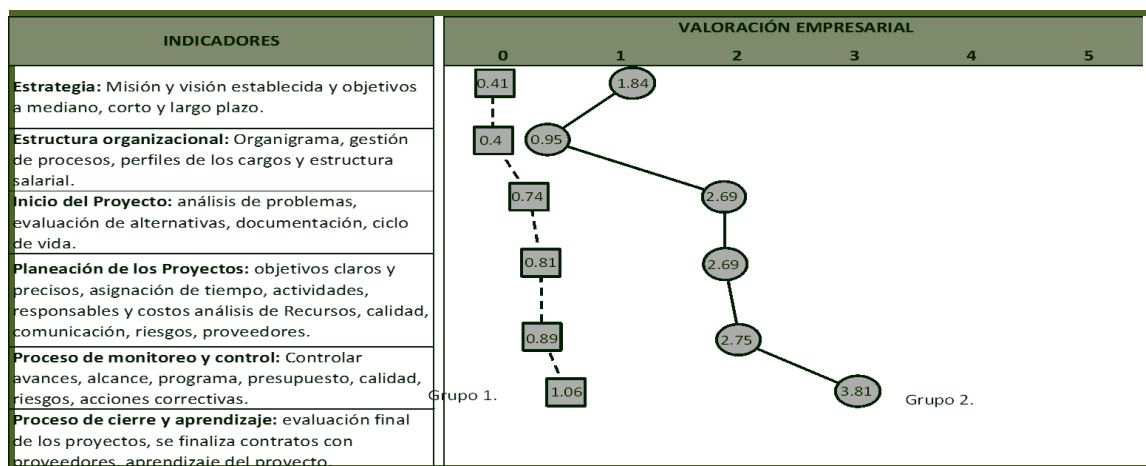 INDICADORES
VALORACIÓN EMPRESARIAL
0 1 2 3 4 5
Estrategia: Misión y visión establecida y objetivos
a mediano, corto y largo plazo.
0.41 1.84
Estructura organizacional: Organigrama, gestión
de procesos, perfiles de los cargos y estructura
salarial.
0.4 0.95
Inicio del Proyecto: análisis de problemas,
evaluación de alternativas, documentación, ciclo
de vida.
0.74 2.69
Planeación de los Proyectos: objetivos claros y
precisos, asignación de tiempo, actividades,
responsables y costos análisis de Recursos, calidad,
comunicación, riesgos, proveedores.
0.81 2.69
Proceso de monitoreo y control: Controlar
avances, alcance, programa, presupuesto, calidad,
riesgos, acciones correctivas.
0.89 2.75
Grupo 1. 1.06 3.81 Grupo 2.
Proceso de cierre y aprendizaje: evaluación final
de los proyectos, se finaliza contratos con
proveedores, aprendizaje del proyecto.